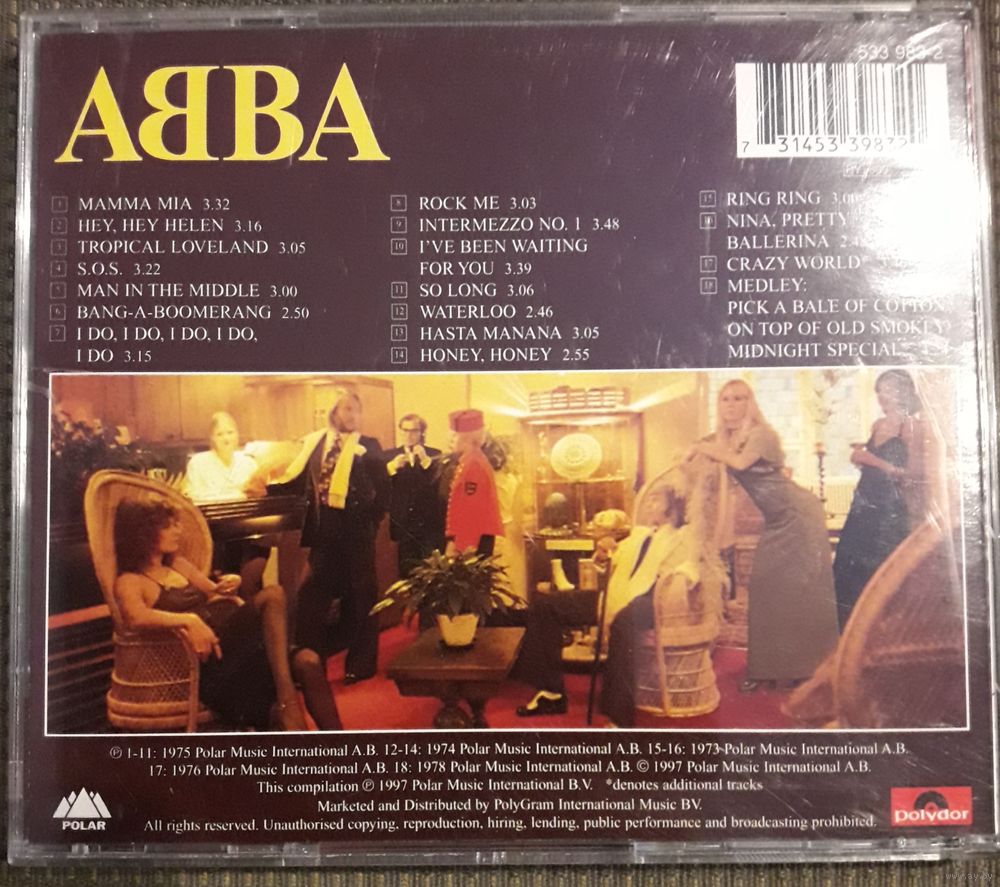 533 983-2
ABBA
7 31453 39832
1 MAMMA MIA 3.32
2 HEY, HEY HELEN 3.16
3 TROPICAL LOVELAND 3.05
4 S.O.S. 3.22
5 MAN IN THE MIDDLE 3.00
6 BANG-A-BOOMERANG 2.50
7 I DO, I DO, I DO, I DO,
I DO 3.15
8 ROCK ME 3.03
9 INTERMEZZO NO. 1 3.48
10 I'VE BEEN WAITING
FOR YOU 3.39
11 SO LONG 3.06
12 WATERLOO 2.46
13 HASTA MANANA 3.05
14 HONEY, HONEY 2.55
15 RING RING
16 NINA, PRETTY
BALLERINA
17 CRAZY WORLD*
18 MEDLEY:
PICK A BALE OF COTTON,
ON TOP OF OLD SMOKEY,
MIDNIGHT SPECIAL*
℗ 1-11: 1975 Polar Music International A.B. 12-14: 1974 Polar Music International A.B. 15-16: 1973 Polar Music International A.B.
17: 1976 Polar Music International A.B. 18: 1978 Polar Music International A.B. © 1997 Polar Music International A.B.
This compilation ℗ 1997 Polar Music International B.V. *denotes additional tracks
Marketed and Distributed by PolyGram International Music BV.
All rights reserved. Unauthorised copying, reproduction, hiring, lending, public performance and broadcasting prohibited.
POLAR
polydor
www.ay.by